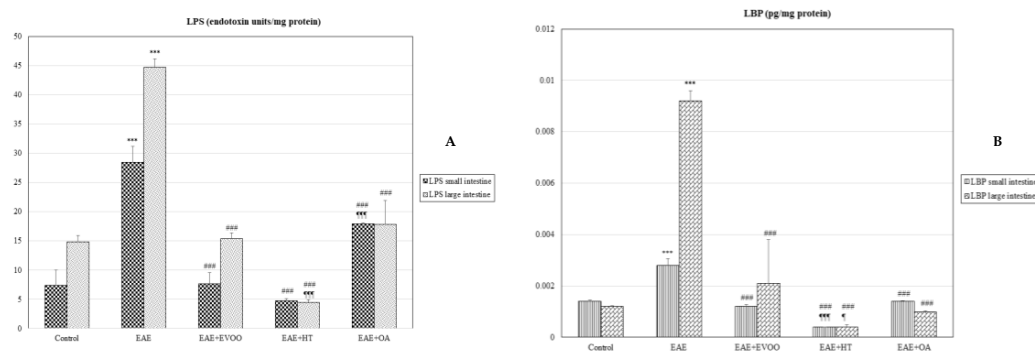 LPS (endotoxin units/mg protein)
50
45
40
35
30
25
20
15
10
5
0
***
***
###
###
###
###
¶¶¶
###
¶¶¶
###
Control
EAE
EAE+EVOO
EAE+HT
EAE+OA
A
LPS small intestine
LPS large intestine
LBP (pg/mg protein)
0.012
0.01
0.008
0.006
0.004
0.002
0
***
***
###
###
###
¶¶¶
###
¶
###
###
Control
EAE
EAE+EVOO
EAE+HT
EAE+OA
B
LBP small intestine
LBP large intestine